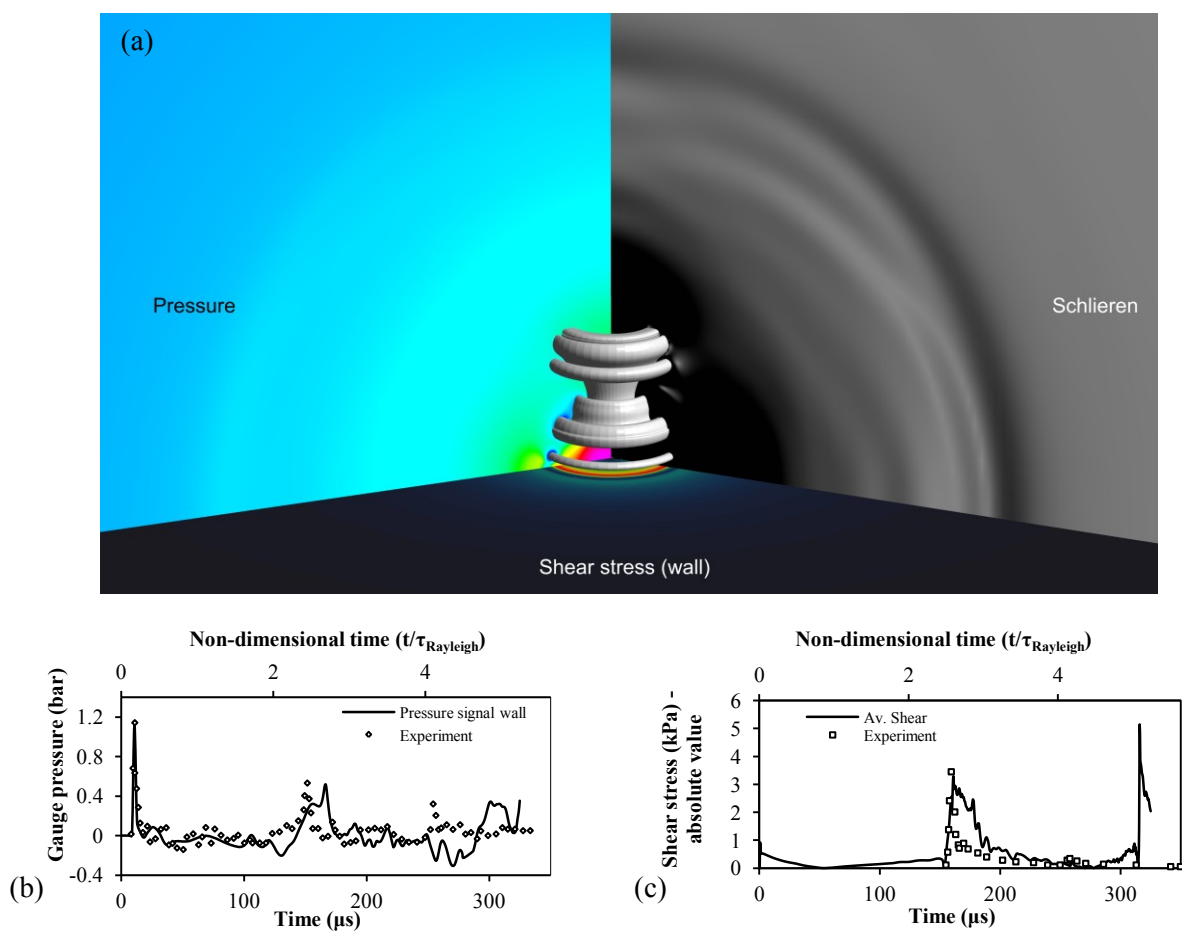 (a)
Pressure
Schlieren
Shear stress (wall)
Non-dimensional time (t/τRayleigh)
0 2 4
Gauge pressure (bar)
1.2
0.8
0.4
0
-0.4
Pressure signal wall
Experiment
0 100 200 300
Time (μs)
(b)
Non-dimensional time (t/τRayleigh)
0 2 4
Shear stress (kPa) -
absolute value
6
5
4
3
2
1
0
Av. Shear
Experiment
0 100 200 300
Time (μs)
(c)